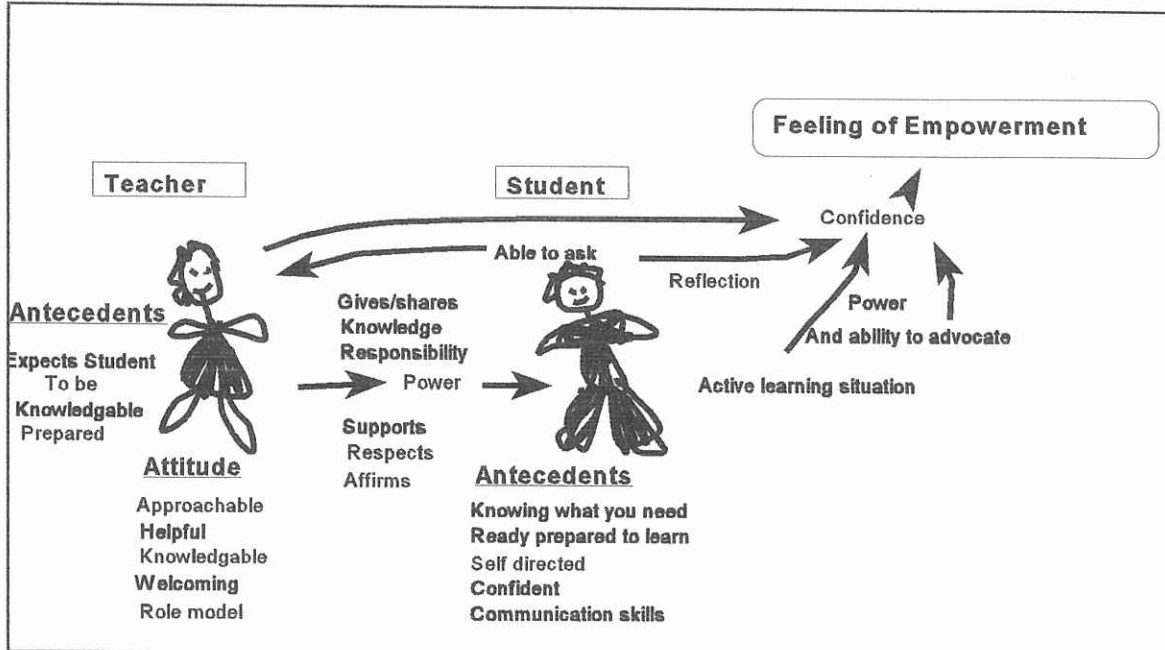 Feeling of Empowerment
Teacher
Student
Confidence
Able to ask
Reflection
Antecedents
Expects Student
To be
Knowledgable
Prepared
Gives/shares
Knowledge
Responsibility
Power
Supports
Respects
Affirms
Power
And ability to advocate
Active learning situation
Attitude
Approachable
Helpful
Knowledgable
Welcoming
Role model
Antecedents
Knowing what you need
Ready prepared to learn
Self directed
Confident
Communication skills